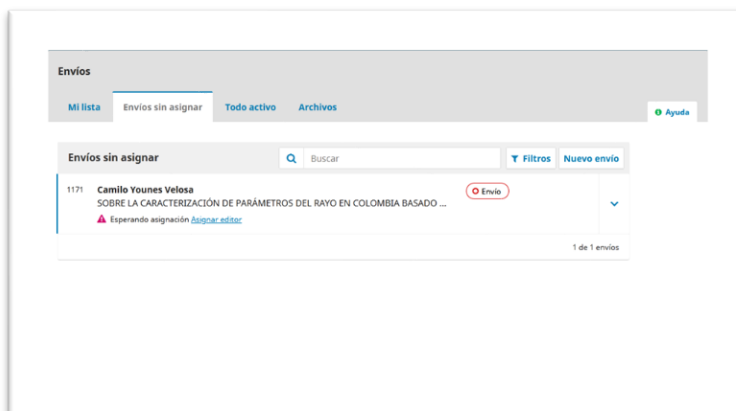 Envíos
Mi lista Envíos sin asignar Todo activo Archivos
Ayuda
Envíos sin asignar Buscar Filtros Nuevo envío
1171 Camilo Younes Velosa Envío
SOBRE LA CARACTERIZACIÓN DE PARÁMETROS DEL RAYO EN COLOMBIA BASADO ...
Esperando asignación Asignar editor
1 de 1 envíos